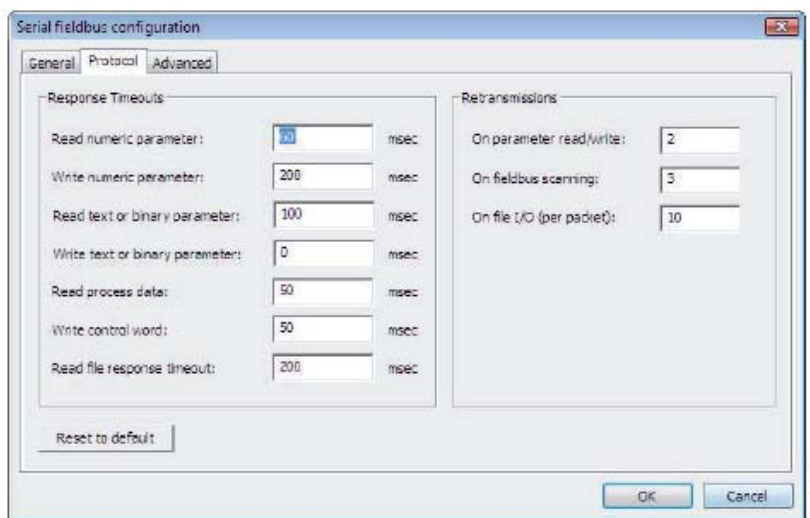 Serial fieldbus configuration
General Protocol Advanced
Response Timeouts
Read numeric parameter: msec
Write numeric parameter: 200 msec
Read text or binary parameter: 100 msec
Write text or binary parameter: 0 msec
Read process data: 50 msec
Write control word: 50 msec
Read file response timeout: 200 msec
Reset to default
Retransmissions
On parameter read/write: 2
On fieldbus scanning: 3
On file I/O (per packet): 10
OK Cancel